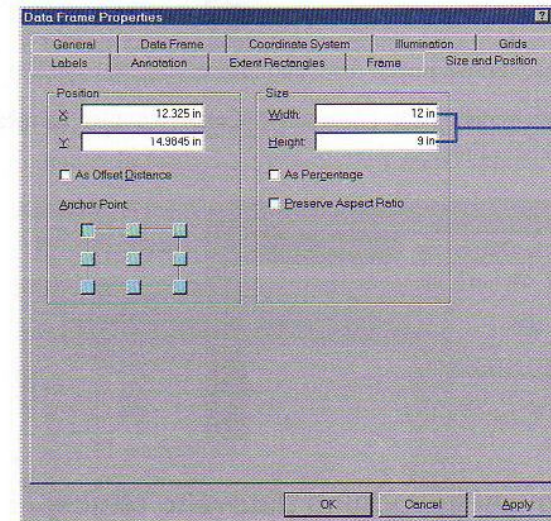 Data Frame Properties
General Data Frame Coordinate System Illumination Grids
Labels Annotation Extent Rectangles Frame Size and Position
Position
X: 12.325 in
Y: 14.9845 in
As Offset Distance
Anchor Point:
Size
Width: 12 in
Height: 9 in
As Percentage
Preserve Aspect Ratio
OK Cancel Apply